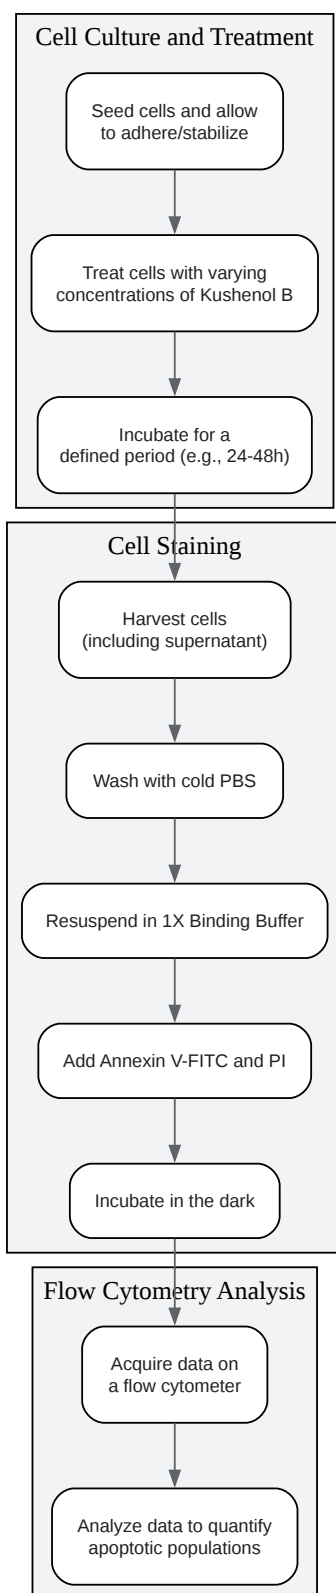 Cell Culture and Treatment
Seed cells and allow
to adhere/stabilize
Treat cells with varying
concentrations of Kushenol B
Incubate for a
defined period (e.g., 24-48h)
Cell Staining
Harvest cells
(including supernatant)
Wash with cold PBS
Resuspend in 1X Binding Buffer
Add Annexin V-FITC and PI
Incubate in the dark
Flow Cytometry Analysis
Acquire data on
a flow cytometer
Analyze data to quantify
apoptotic populations